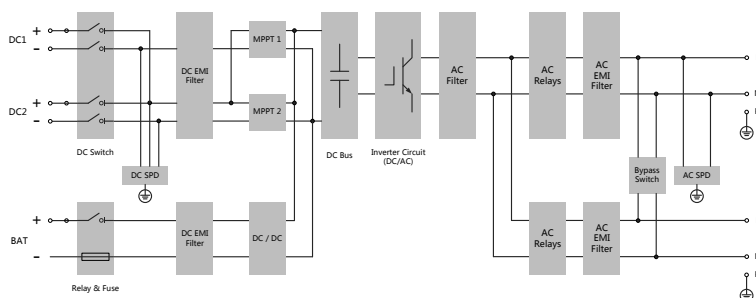 DC1
+
−
DC2
+
−
DC Switch
DC SPD
DC EMI
Filter
MPPT 1
MPPT 2
DC Bus
Inverter Circuit
(DC/AC)
AC
Filter
AC
Relays
AC
EMI
Filter
Bypass
Switch
AC SPD
BAT
+
−
Relay & Fuse
DC EMI
Filter
DC / DC
AC
Relays
AC
EMI
Filter